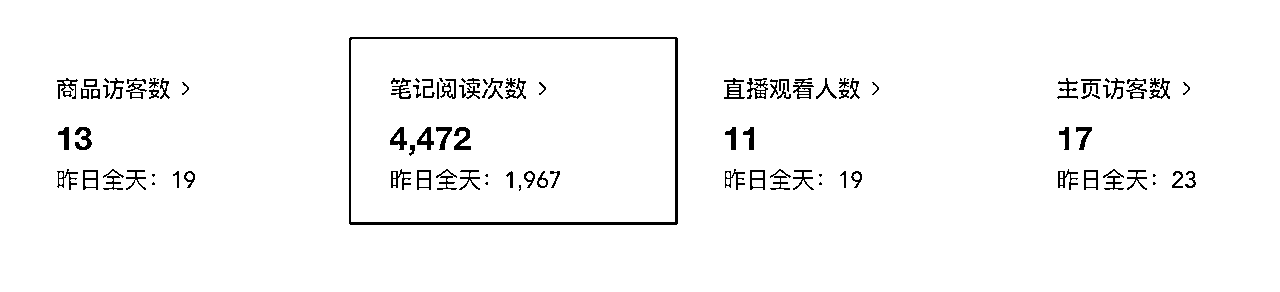 商品访客数 >
13
昨日全天：19
笔记阅读次数 >
4,472
昨日全天：1,967
直播观看人数 >
11
昨日全天：19
主页访客数 >
17
昨日全天：23